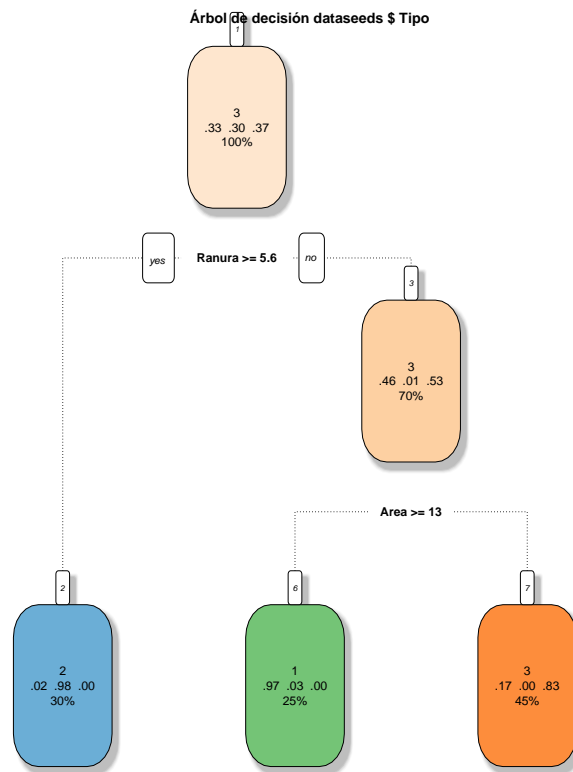 Árbol de decisión dataseeds $ Tipo
1
3
.33 .30 .37
100%
yes
Ranura >= 5.6
no
3
3
.46 .01 .53
70%
Area >= 13
2
2
.02 .98 .00
30%
6
1
.97 .03 .00
25%
7
3
.17 .00 .83
45%